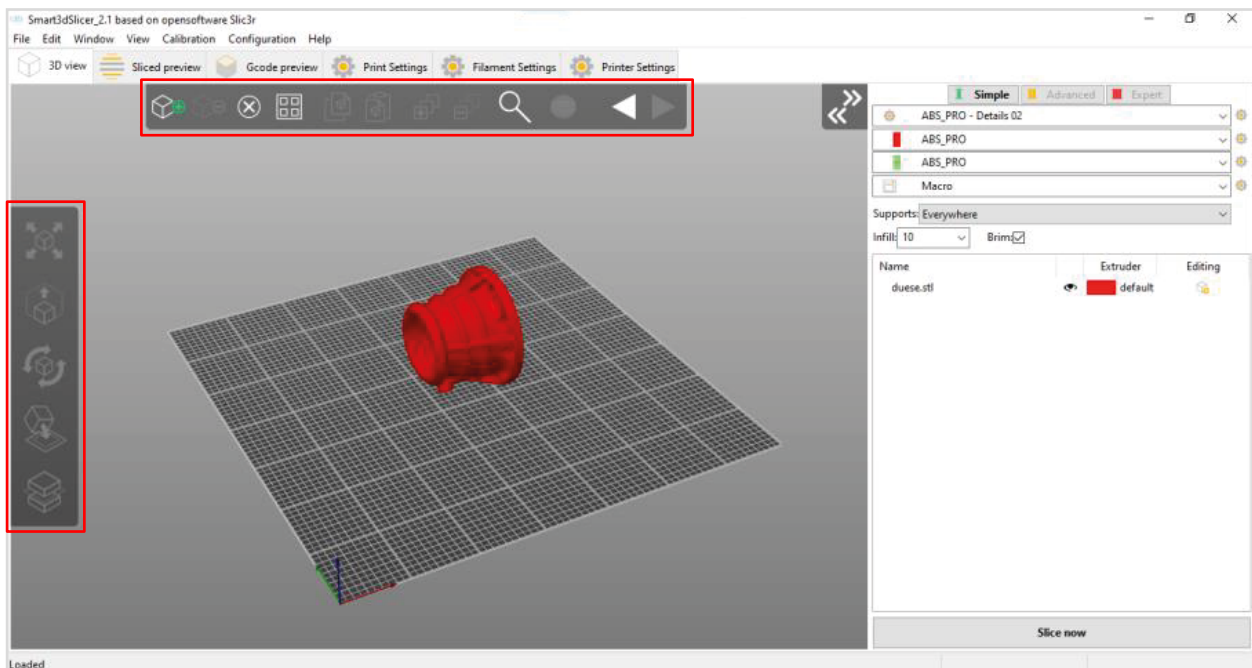 Smart3dSlicer_2.1 based on opensoftware Slic3r
File Edit Window View Calibration Configuration Help
3D view Sliced preview Gcode preview Print Settings Filament Settings Printer Settings
Simple Advanced Expert
ABS_PRO - Details 02
ABS_PRO
ABS_PRO
Macro
Supports: Everywhere
Infill: 10 Brim:
Name Extruder Editing
duese.stl default
Slice now
Loaded